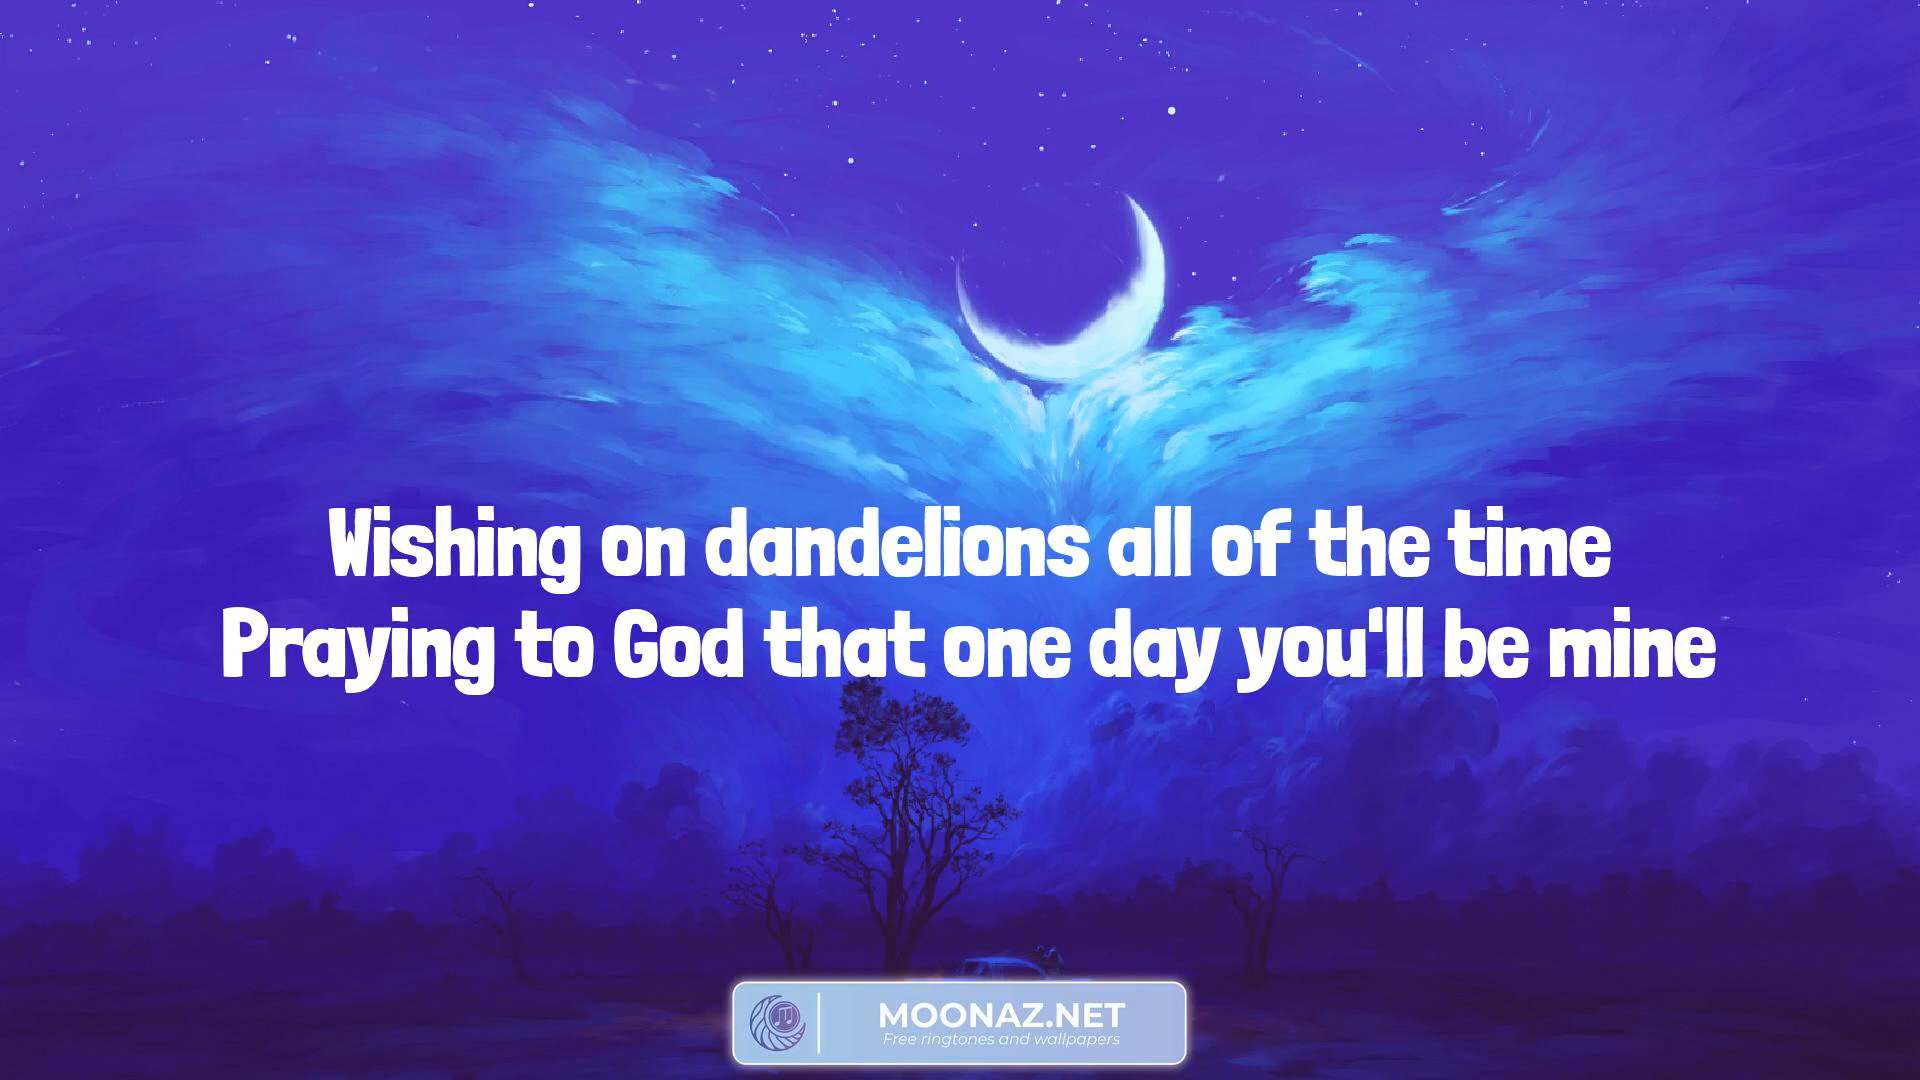 Wishing on dandelions all of the time
Praying to God that one day you'll be mine
MOONAZ.NET
Free ringtones and wallpapers